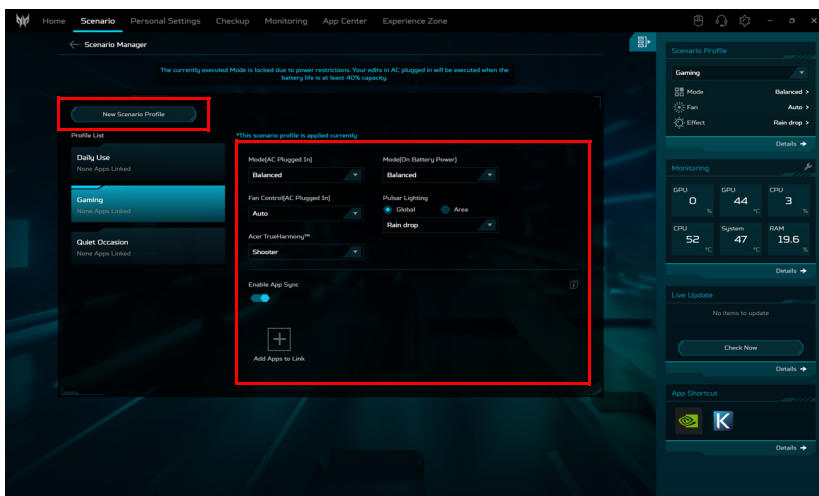 Home Scenario Personal Settings Checkup Monitoring App Center Experience Zone
Scenario Manager
The currently executed Mode is locked due to power restrictions. Your edits in AC plugged in will be executed when the
battery life is at least 40% capacity.
New Scenario Profile
Profile List
Daily Use
None Apps Linked
Gaming
None Apps Linked
Quiet Occasion
None Apps Linked
*This scenario profile is applied currently
Mode(AC Plugged In) Mode(On Battery Power)
Balanced Balanced
Fan Control(AC Plugged In) Pulsar Lighting
Auto Global Area
Rain drop
Acer TrueHarmony™
Shooter
Enable App Sync
i
Add Apps to Link
Scenario Profile
Gaming
Mode Balanced >
Fan Auto >
Effect Rain drop >
Details
Monitoring
GPU GPU CPU
0 % 44 °C 3 %
CPU System RAM
52 °C 47 °C 19.6 %
Details
Live Update
No items to update
Check Now
Details
App Shortcut
K
Details